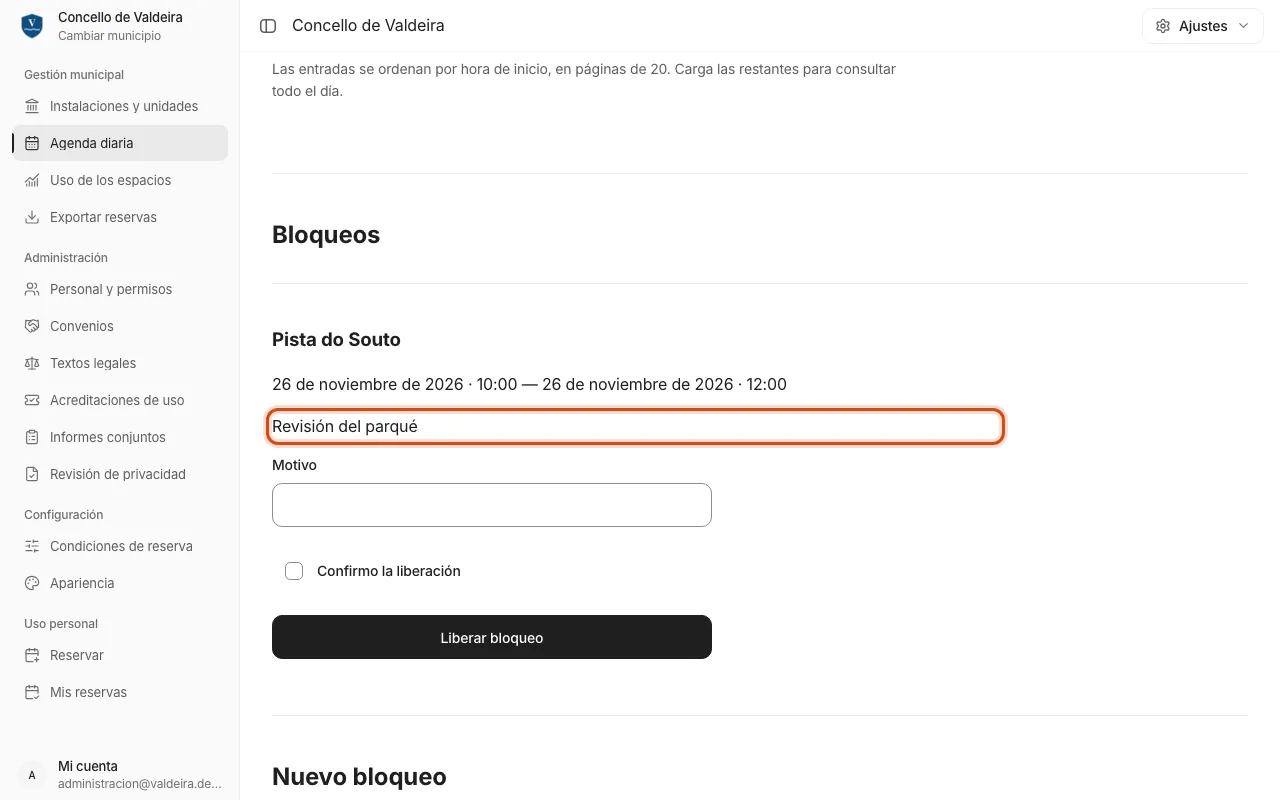 Concello de Valdeira
Cambiar municipio
Gestión municipal
Instalaciones y unidades
Agenda diaria
Uso de los espacios
Exportar reservas
Administración
Personal y permisos
Convenios
Textos legales
Acreditaciones de uso
Informes conjuntos
Revisión de privacidad
Configuración
Condiciones de reserva
Apariencia
Uso personal
Reservar
Mis reservas
A
Mi cuenta
administracion@valdeira.de...
Concello de Valdeira
Ajustes
Las entradas se ordenan por hora de inicio, en páginas de 20. Carga las restantes para consultar
todo el día.
Bloqueos
Pista do Souto
26 de noviembre de 2026 · 10:00 — 26 de noviembre de 2026 · 12:00
Revisión del parqué
Motivo
Confirmo la liberación
Liberar bloqueo
Nuevo bloqueo